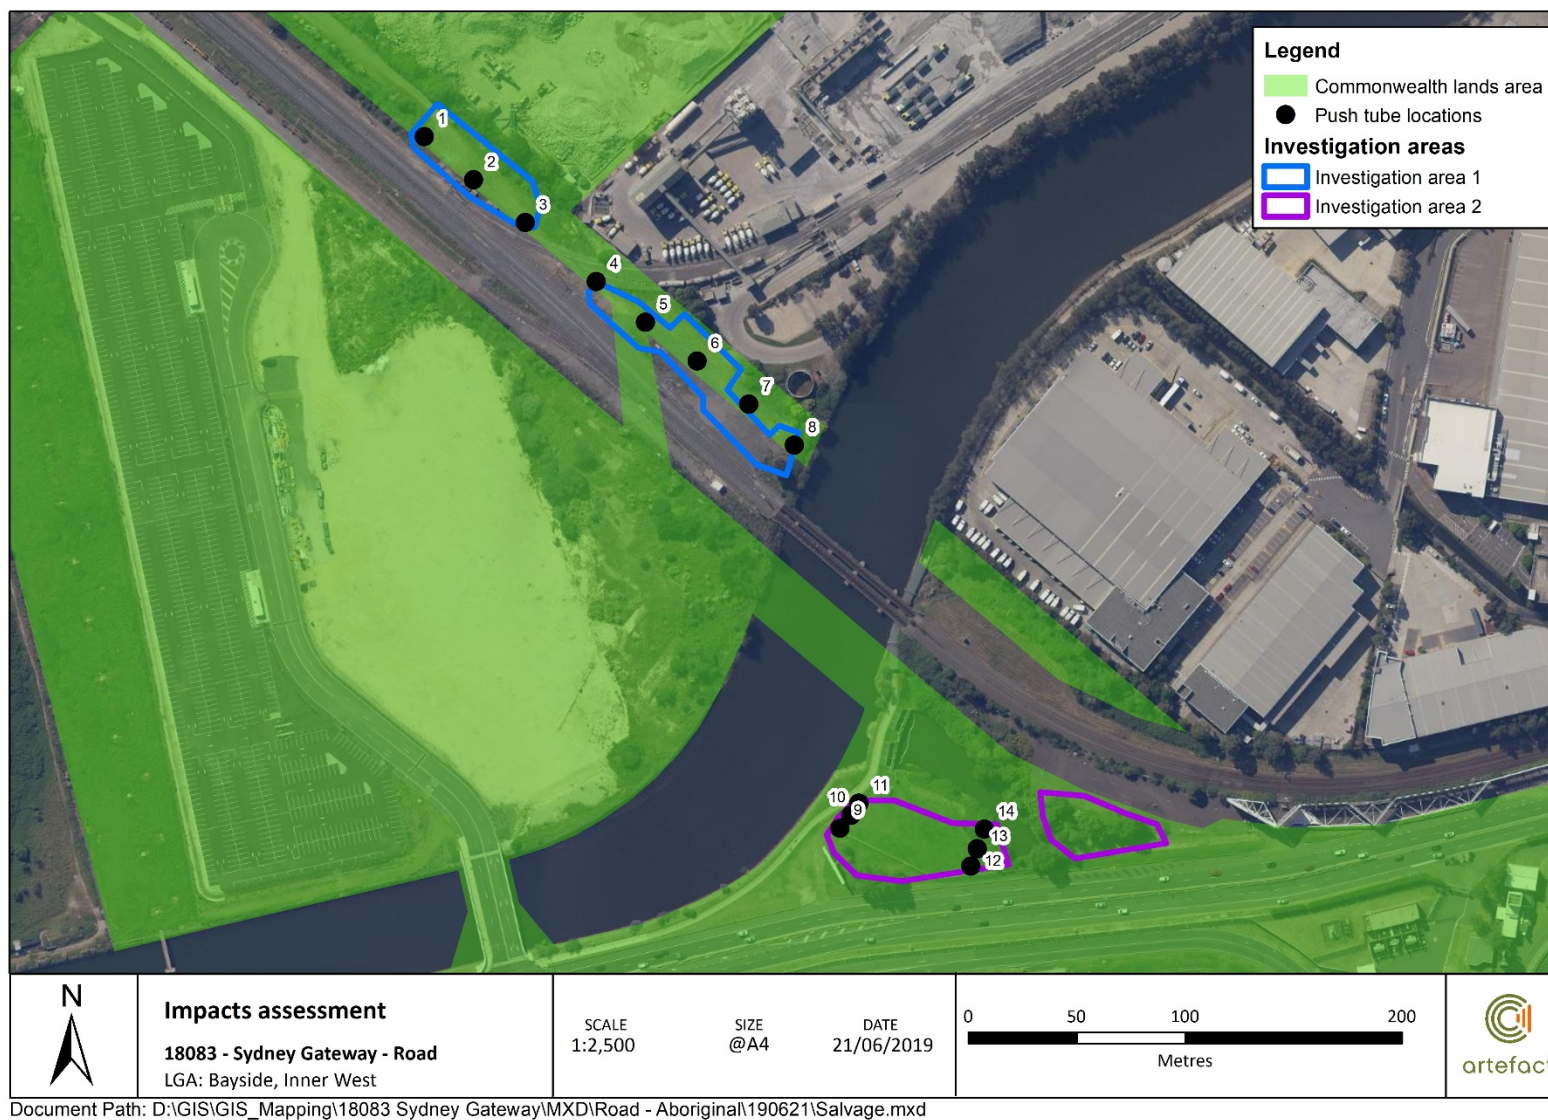 Legend
Commonwealth lands area
Push tube locations
Investigation areas
Investigation area 1
Investigation area 2
1
2
3
4
5
6
7
8
11
10
9
14
13
12
N
Impacts assessment
18083 - Sydney Gateway - Road
LGA: Bayside, Inner West
SCALE
1:2,500
SIZE
@A4
DATE
21/06/2019
0 50 100 200
Metres
artefact
Document Path: D:\GIS\GIS_Mapping\18083 Sydney Gateway\MXD\Road - Aboriginal\190621\Salvage.mxd